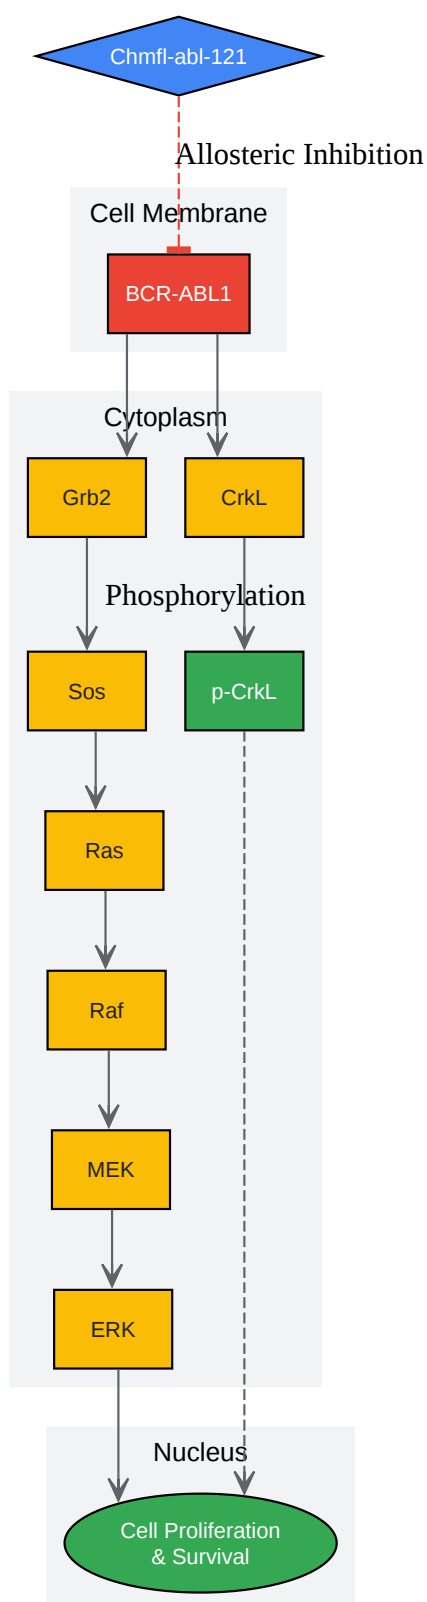 Chmfl-abl-121
Allosteric Inhibition
Cell Membrane
BCR-ABL1
Cytoplasm
Grb2
CrkL
Phosphorylation
Sos
p-CrkL
Ras
Raf
MEK
ERK
Nucleus
Cell Proliferation
& Survival